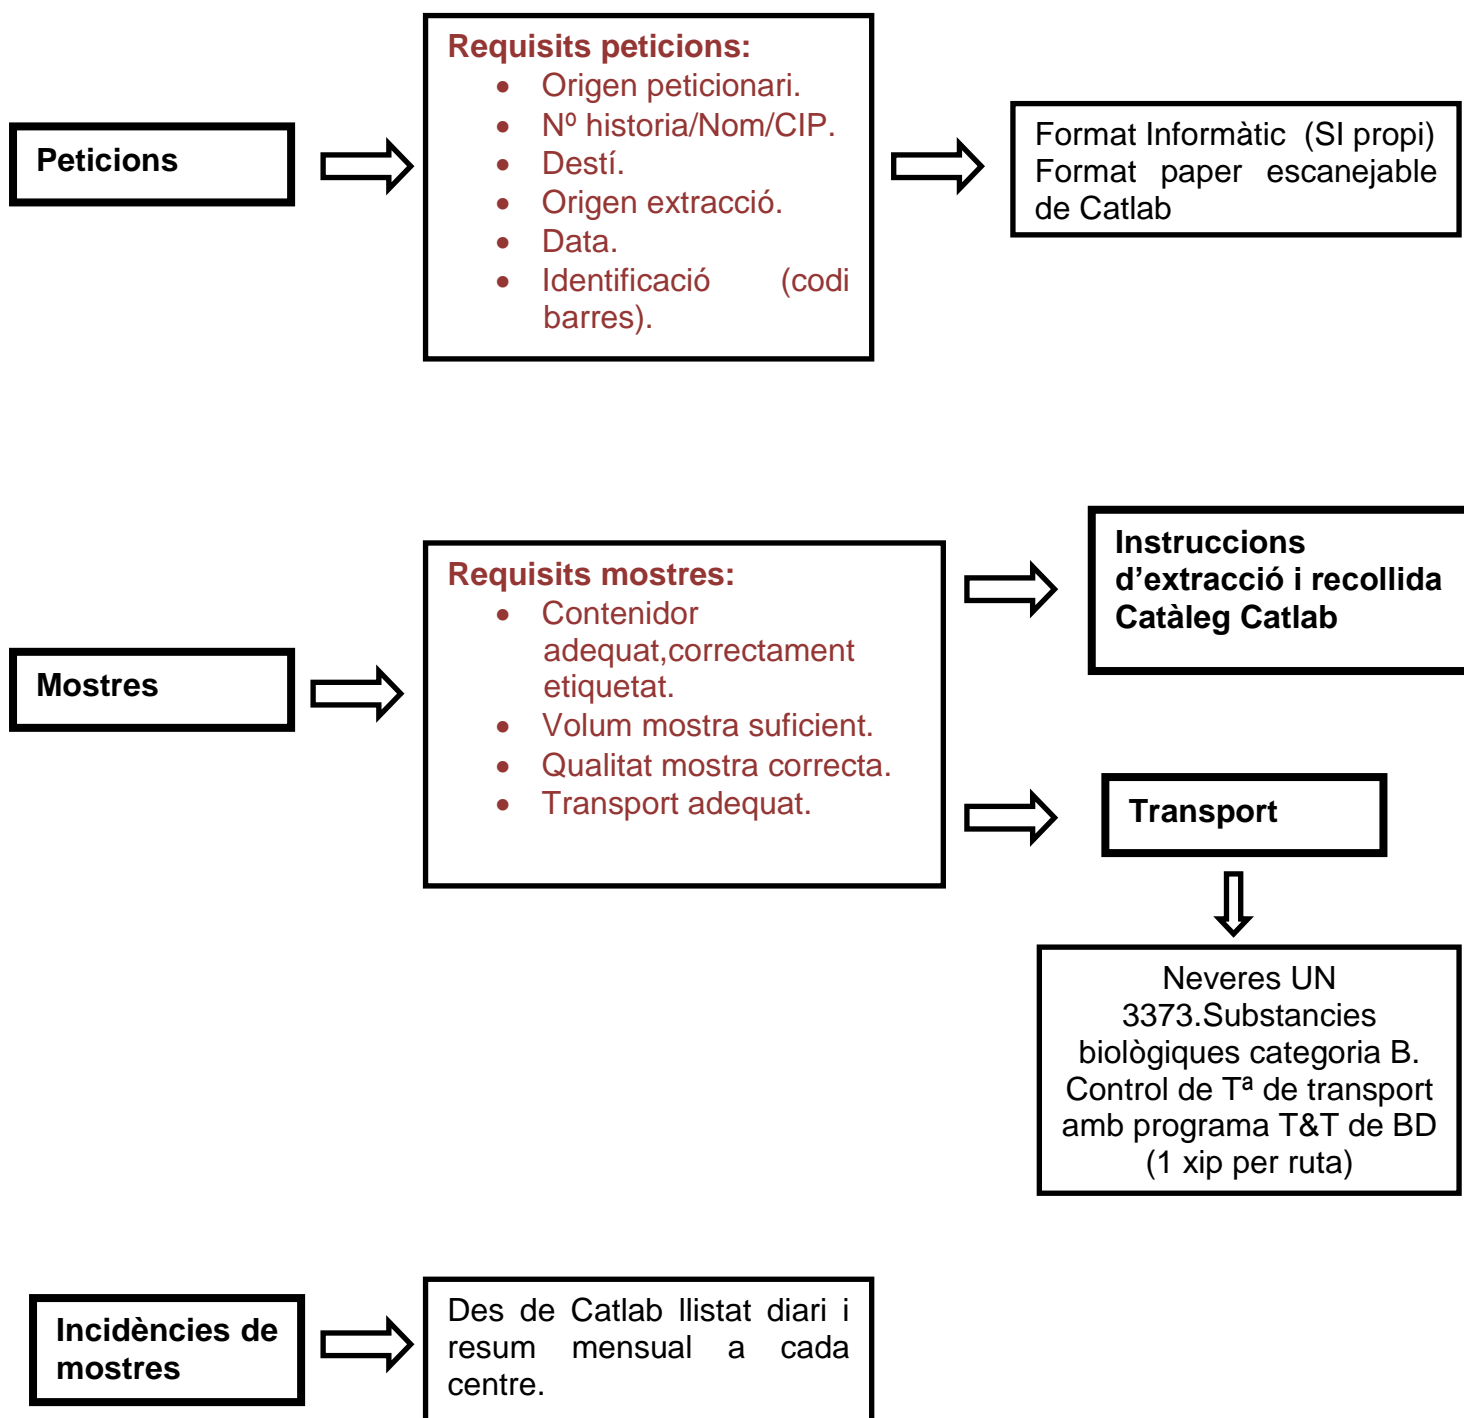 Peticions
Requisits peticions:
• Origen peticionari.
• Nº historia/Nom/CIP.
• Destí.
• Origen extracció.
• Data.
• Identificació (codi
barres).
Format Informàtic (SI propi)
Format paper escanejable
de Catlab
Mostres
Requisits mostres:
• Contenidor
adequat,correctament
etiquetat.
• Volum mostra suficient.
• Qualitat mostra correcta.
• Transport adequat.
Instruccions
d’extracció i recollida
Catàleg Catlab
Transport
Neveres UN
3373.Substancies
biològiques categoria B.
Control de Tª de transport
amb programa T&T de BD
(1 xip per ruta)
Incidències de
mostres
Des de Catlab llistat diari i
resum mensual a cada
centre.